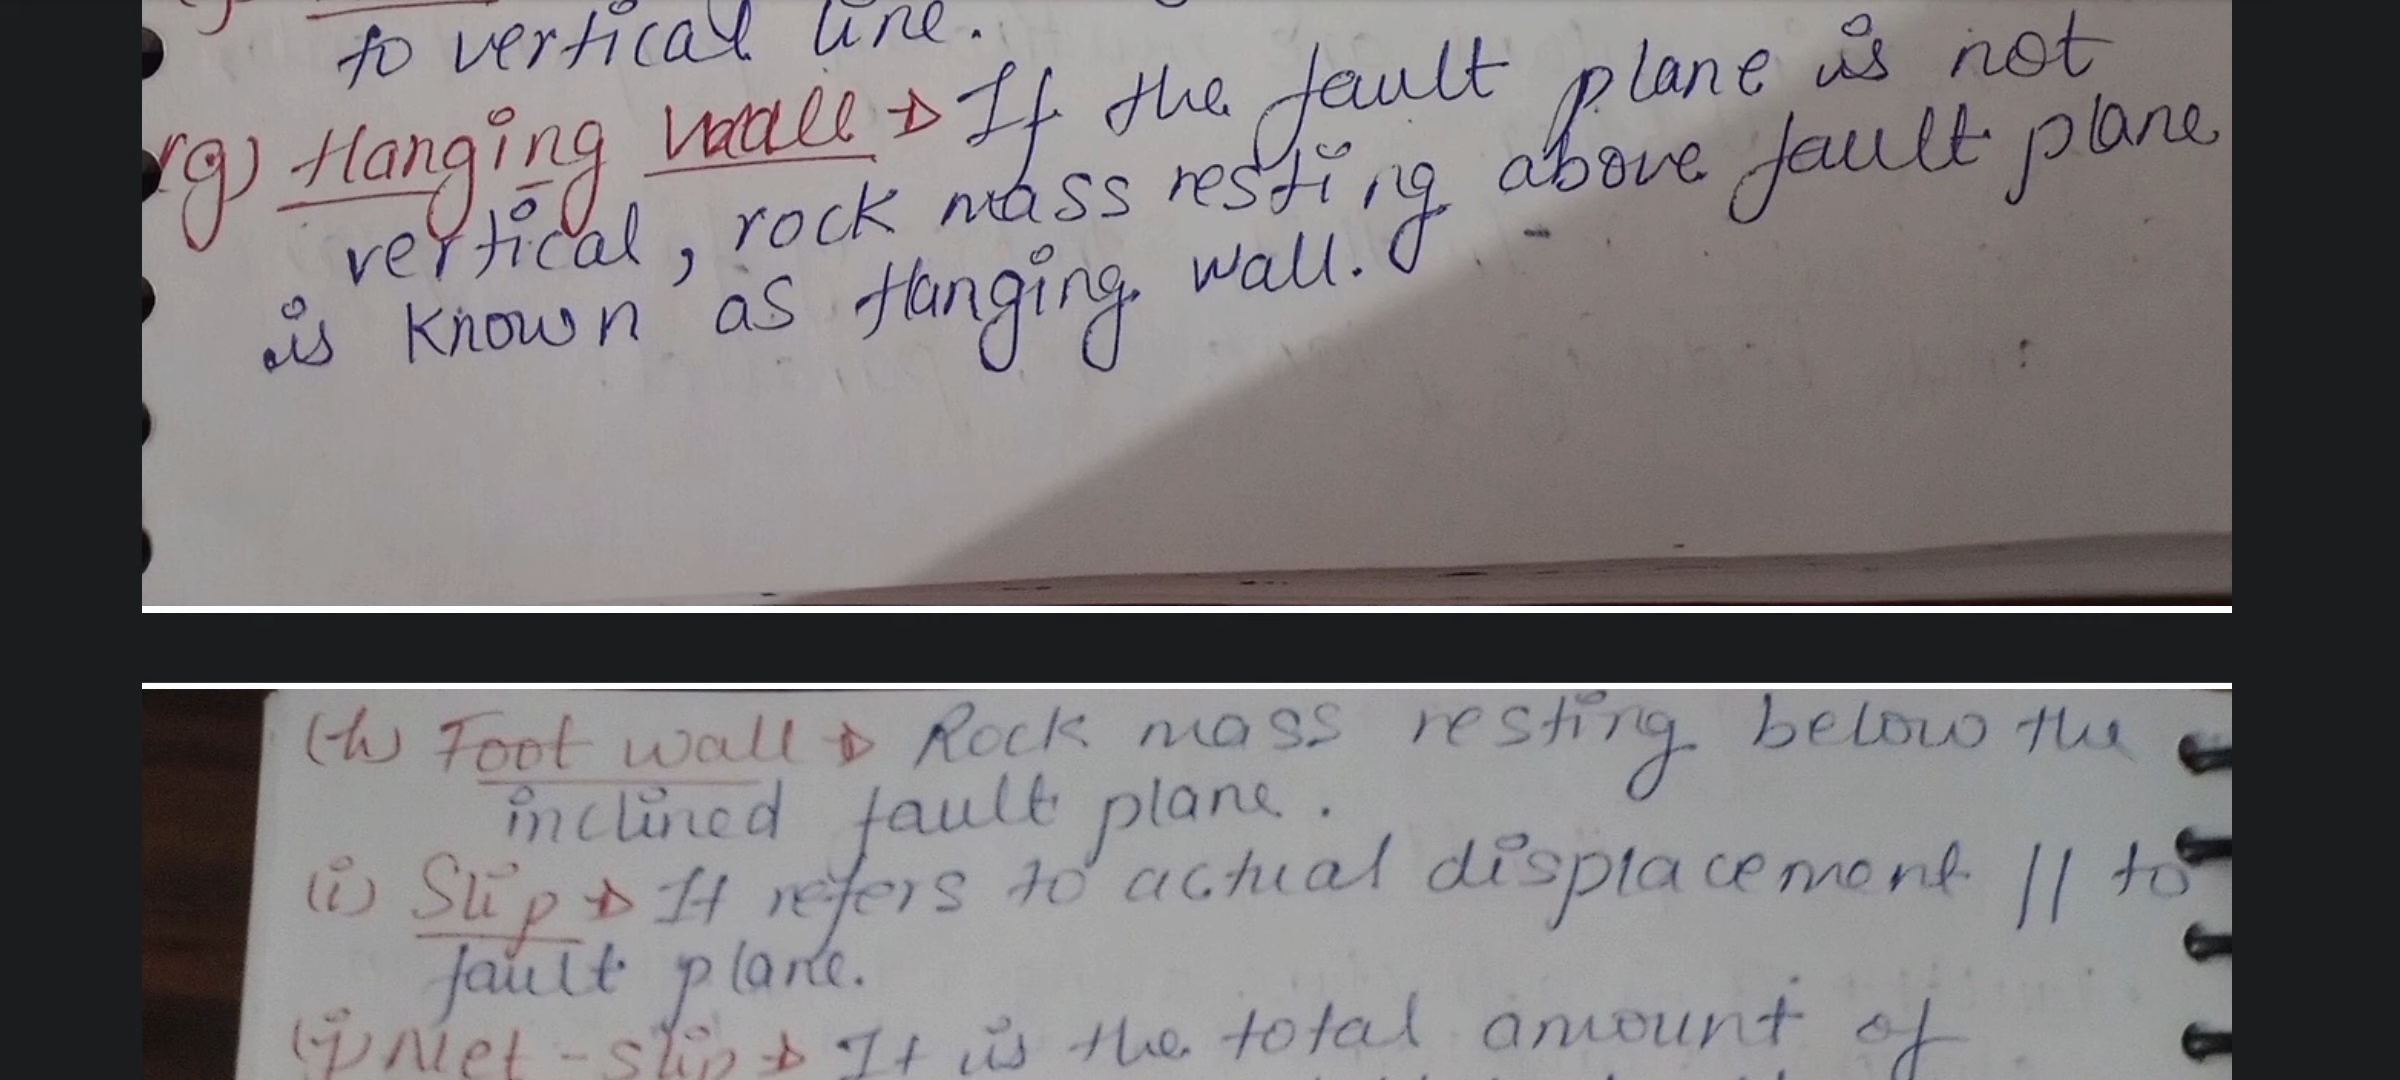 to vertical line.
(g) Hanging Wall → If the fault plane is not
vertical, rock mass resting above fault plane
is known as Hanging wall.
(h) Foot wall → Rock mass resting below the
inclined fault plane.
(i) Slip → It refers to actual displacement // to
fault plane.
(j) Net-slip → It is the total amount of